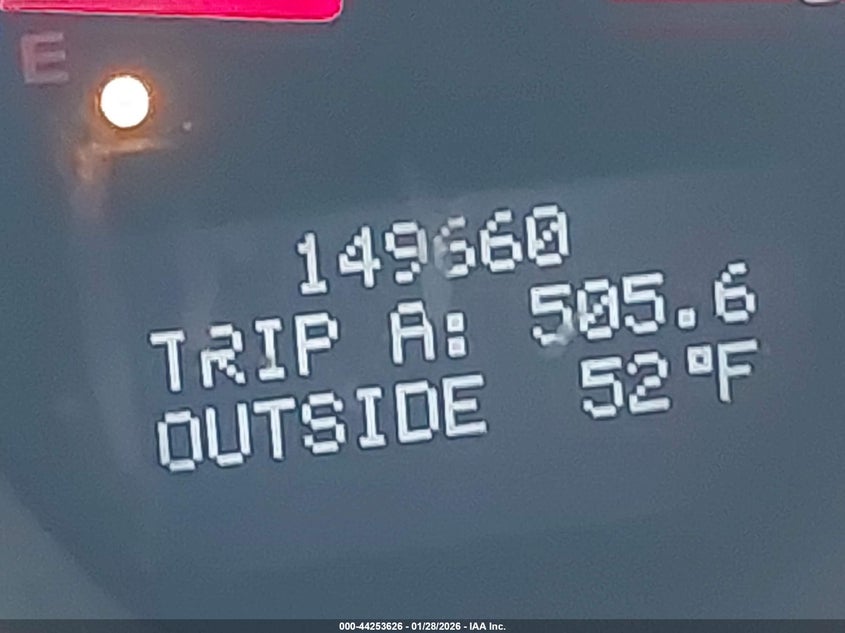 E
149660
TRIP A: 505.6
OUTSIDE 52°F
000-44253626 - 01/28/2026 - IAA Inc.